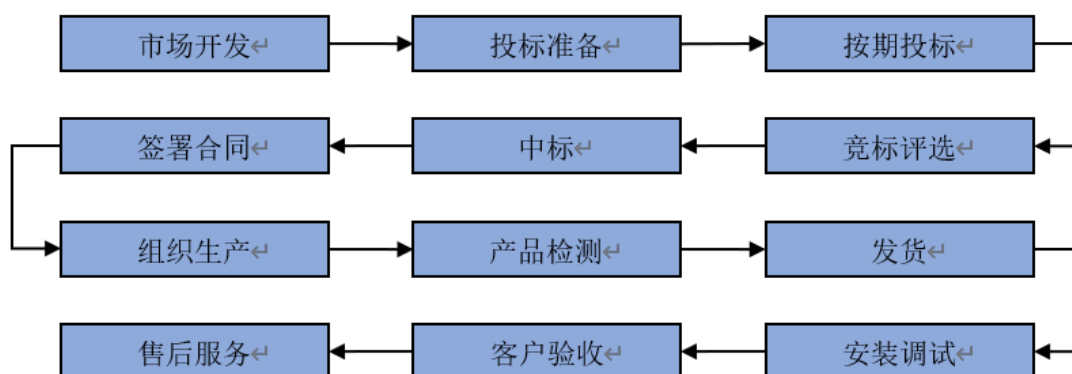 市场开发
投标准备
按期投标
签署合同
中标
竞标评选
组织生产
产品检测
发货
售后服务
客户验收
安装调试